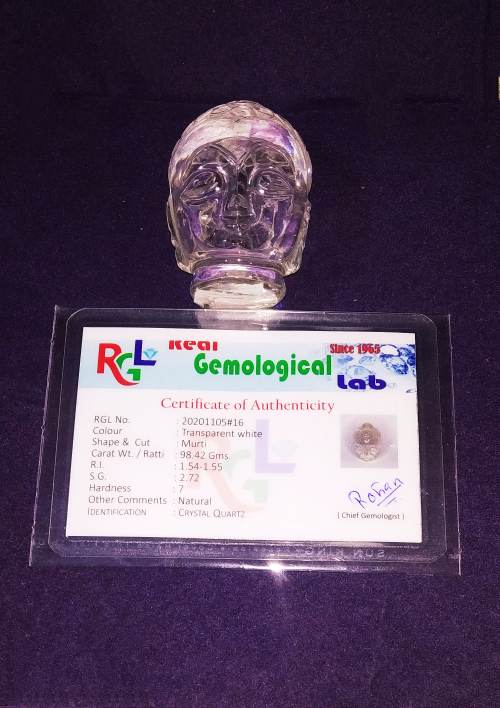 RGL
Real
Gemological
Since 1965
Lab
Certificate of Authenticity
RGL No. : 20201105#16
Colour : Transparent white
Shape & Cut : Murti
Carat Wt. / Ratti : 98.42 Gms.
R.I. : 1.54-1.55
S.G. : 2.72
Hardness : 7
Other Comments : Natural
IDENTIFICATION : CRYSTAL QUARTZ
RGL
Rohan
( Chief Gemologist )